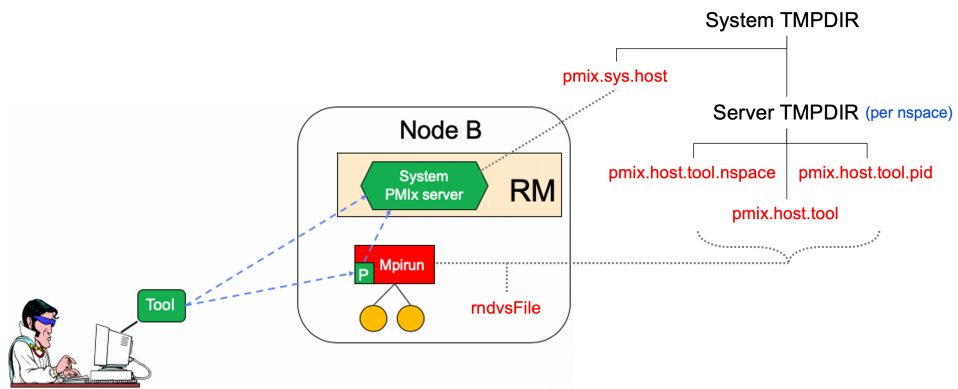 System TMPDIR
pmix.sys.host
Server TMPDIR (per nspace)
Node B
System
PMIx server
RM
pmix.host.tool.nspace
pmix.host.tool.pid
pmix.host.tool
P
Mpirun
Tool
rndvsFile